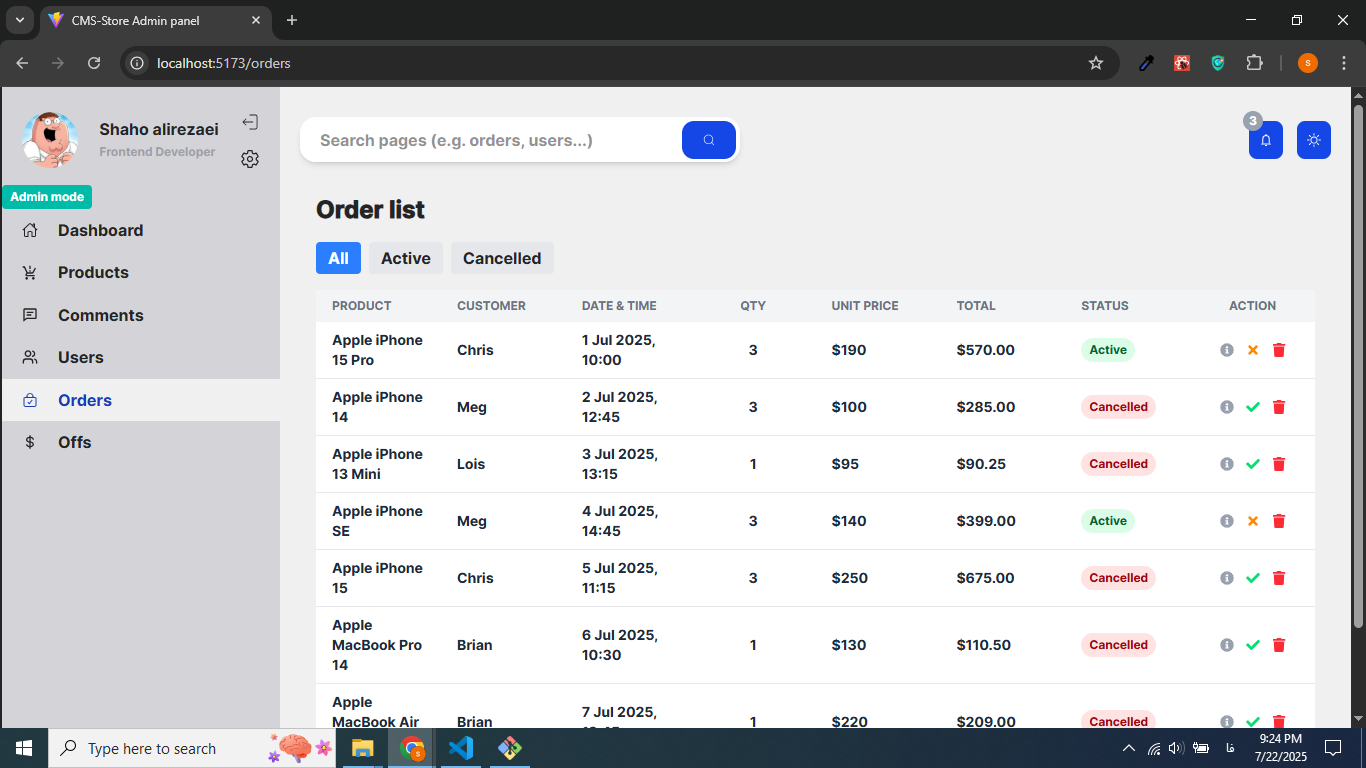 CMS-Store Admin panel
localhost:5173/orders
S
Shaho alirezaei
Frontend Developer
Admin mode
Dashboard
Products
Comments
Users
Orders
Offs
Search pages (e.g. orders, users...)
3
Order list
All Active Cancelled
PRODUCT CUSTOMER DATE & TIME QTY UNIT PRICE TOTAL STATUS ACTION
Apple iPhone
15 Pro
Chris
1 Jul 2025,
10:00
3 $190 $570.00 Active
Apple iPhone
14
Meg
2 Jul 2025,
12:45
3 $100 $285.00 Cancelled
Apple iPhone
13 Mini
Lois
3 Jul 2025,
13:15
1 $95 $90.25 Cancelled
Apple iPhone
SE
Meg
4 Jul 2025,
14:45
3 $140 $399.00 Active
Apple iPhone
15
Chris
5 Jul 2025,
11:15
3 $250 $675.00 Cancelled
Apple
MacBook Pro
14
Brian
6 Jul 2025,
10:30
1 $130 $110.50 Cancelled
Apple
MacBook Air
Brian
7 Jul 2025,
1 $220 $209.00 Cancelled
Type here to search
S
فا
9:24 PM
7/22/2025